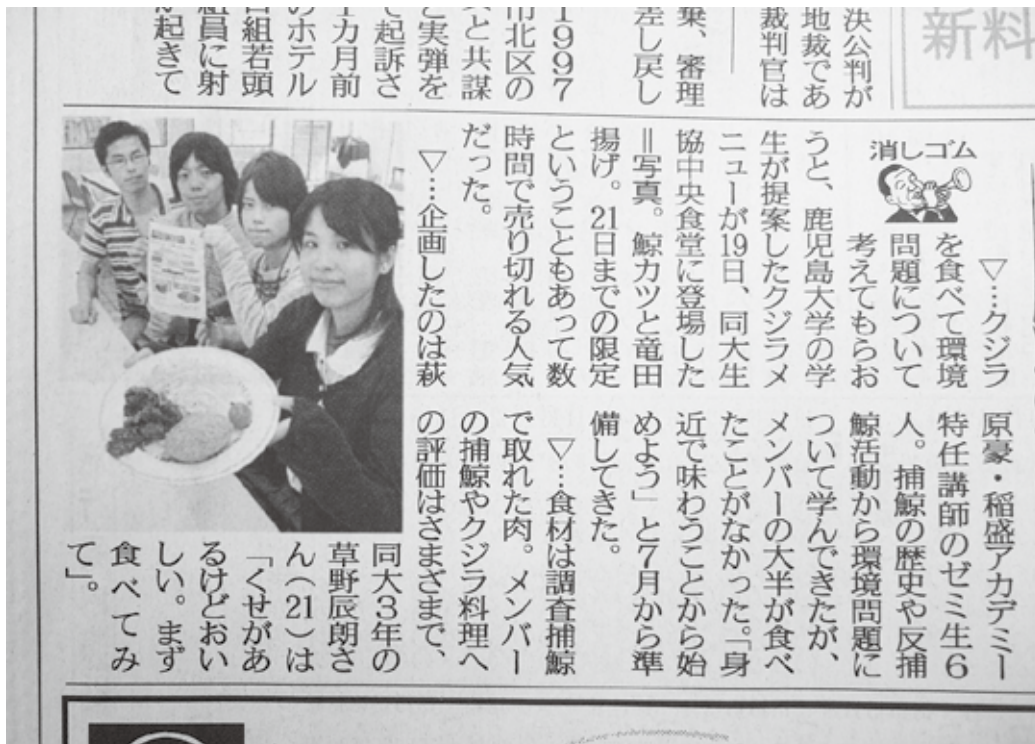 新料
決公判が
地裁であ
裁判官は
棄、審理
差し戻し
1997
市北区の
と共謀
と実弾を
で起訴さ
カ月前
のホテル
組若頭
組員に射
が起きて
消しゴム
▽…クジラ
を食べて環境
問題について
考えてもらお
うと、鹿児島大学の学
生が提案したクジラメ
ニューが19日、同大生
協中央食堂に登場した
＝写真。鯨カツと竜田
揚げ。21日までの限定
ということもあって数
時間で売り切れる人気
だった。
▽…企画したのは萩
原豪・稲盛アカデミー
特任講師のゼミ生６
人。捕鯨の歴史や反捕
鯨活動から環境問題に
ついて学んできたが、
メンバーの大半が食べ
たことがなかった。「身
近で味わうことから始
めよう」と７月から準
備してきた。
▽…食材は調査捕鯨
で取れた肉。メンバー
の捕鯨やクジラ料理へ
の評価はさまざまで、
同大３年の
草野辰朗さ
ん（21）は
「くせがあ
るけどおい
しい。まず
食べてみ
て」。